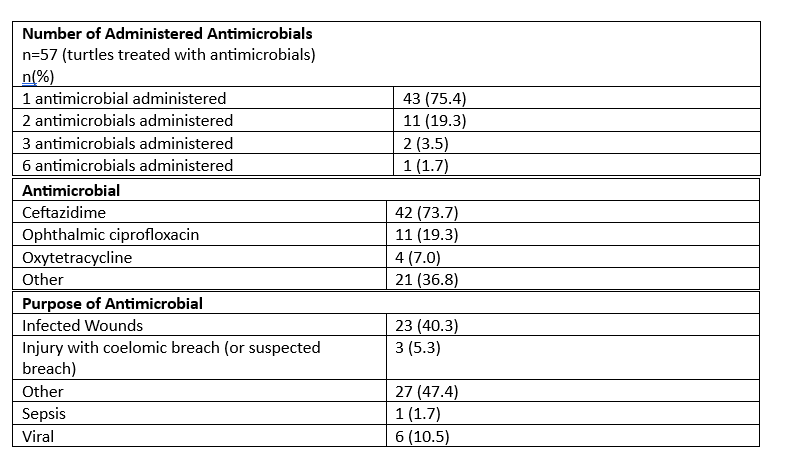 Number of Administered Antimicrobials
n=57 (turtles treated with antimicrobials)
n(%)
1 antimicrobial administered 43 (75.4)
2 antimicrobials administered 11 (19.3)
3 antimicrobials administered 2 (3.5)
6 antimicrobials administered 1 (1.7)
Antimicrobial
Ceftazidime 42 (73.7)
Ophthalmic ciprofloxacin 11 (19.3)
Oxytetracycline 4 (7.0)
Other 21 (36.8)
Purpose of Antimicrobial
Infected Wounds 23 (40.3)
Injury with coelomic breach (or suspected 3 (5.3)
breach)
Other 27 (47.4)
Sepsis 1 (1.7)
Viral 6 (10.5)